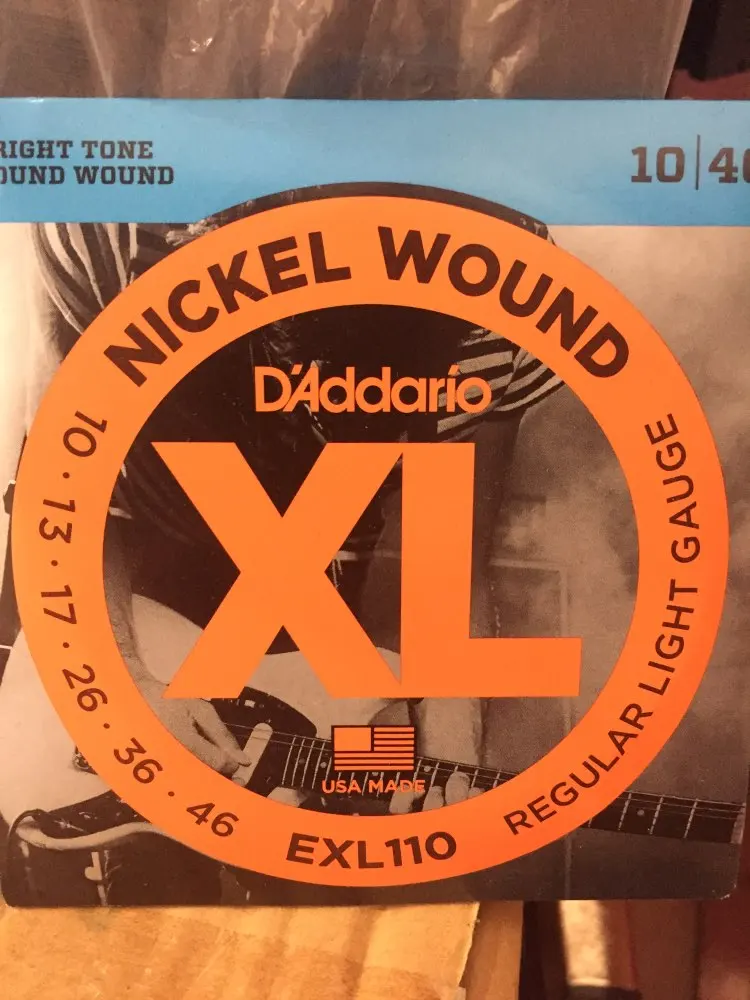 RIGHT TONE
OUND WOUND
10|4
NICKEL WOUND
D'Addario
XL
10 · 13 · 17 · 26 · 36 · 46
REGULAR LIGHT GAUGE
USA MADE
EXL110